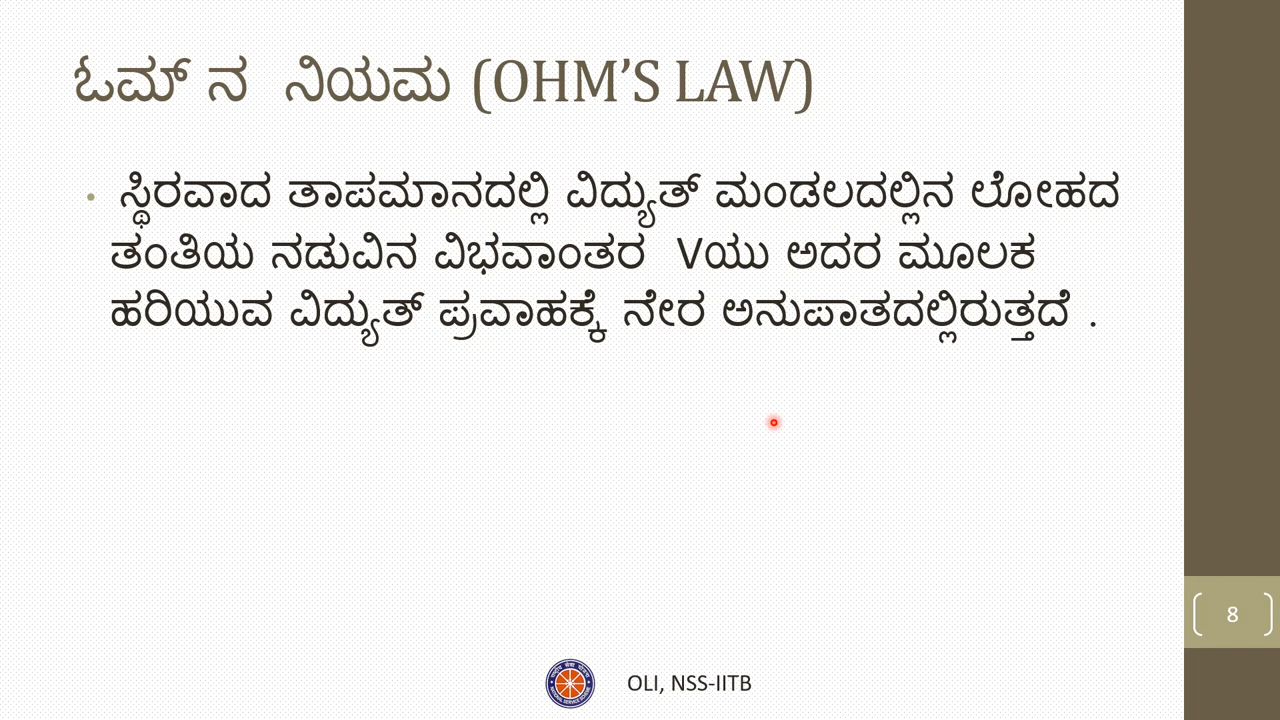 ಓಮ್ ನ ನಿಯಮ (OHM'S LAW)
• ಸ್ಥಿರವಾದ ತಾಪಮಾನದಲ್ಲಿ ವಿದ್ಯುತ್ ಮಂಡಲದಲ್ಲಿನ ಲೋಹದ
ತಂತಿಯ ನಡುವಿನ ವಿಭವಾಂತರ Vಯು ಅದರ ಮೂಲಕ
ಹರಿಯುವ ವಿದ್ಯುತ್ ಪ್ರವಾಹಕ್ಕೆ ನೇರ ಅನುಪಾತದಲ್ಲಿರುತ್ತದೆ .
8
OLI, NSS-IITB